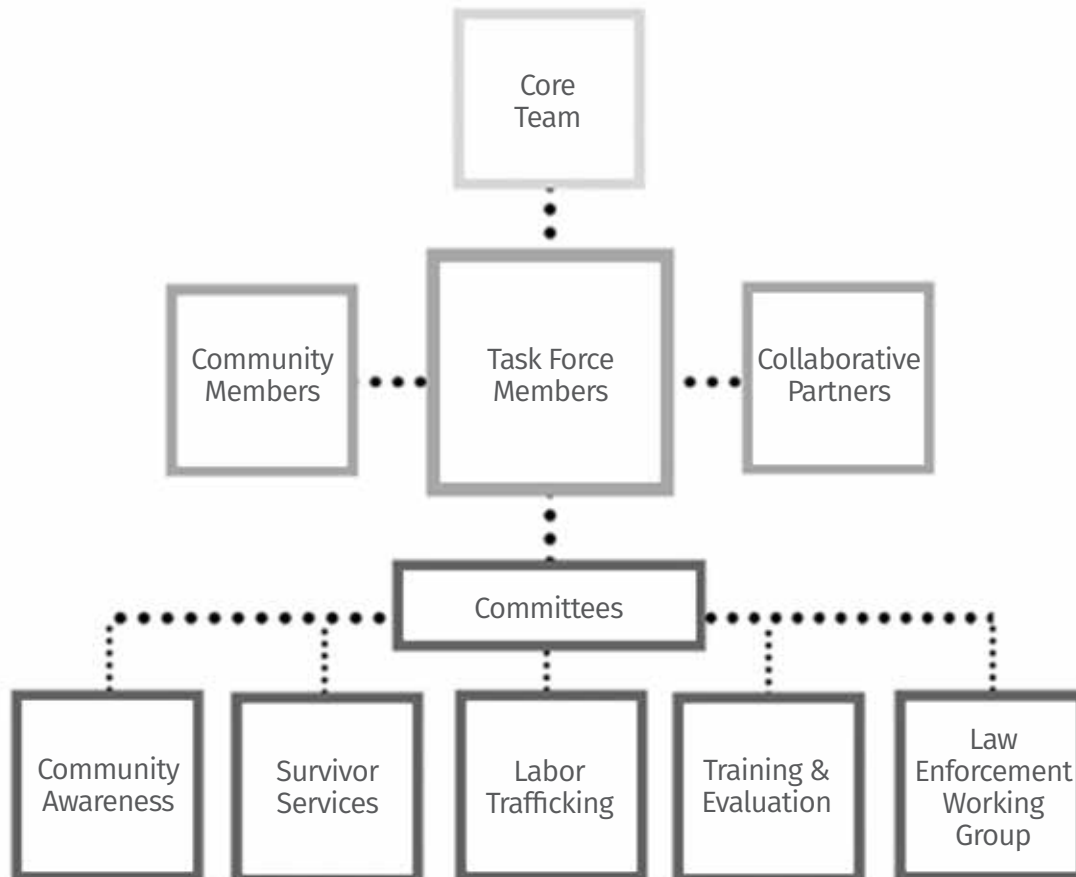 Core
Team
Community
Members
Task Force
Members
Collaborative
Partners
Committees
Community
Awareness
Survivor
Services
Labor
Trafficking
Training &
Evaluation
Law
Enforcement
Working
Group